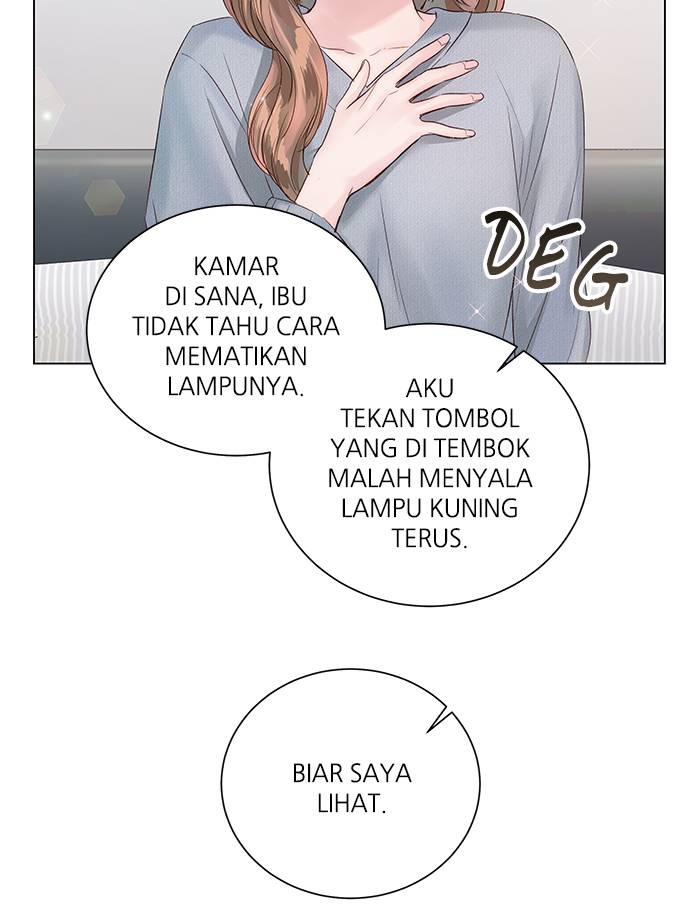 DEG
KAMAR
DI SANA, IBU
TIDAK TAHU CARA
MEMATIKAN
LAMPUNYA.
AKU
TEKAN TOMBOL
YANG DI TEMBOK
MALAH MENYALA
LAMPU KUNING
TERUS.
BIAR SAYA
LIHAT.